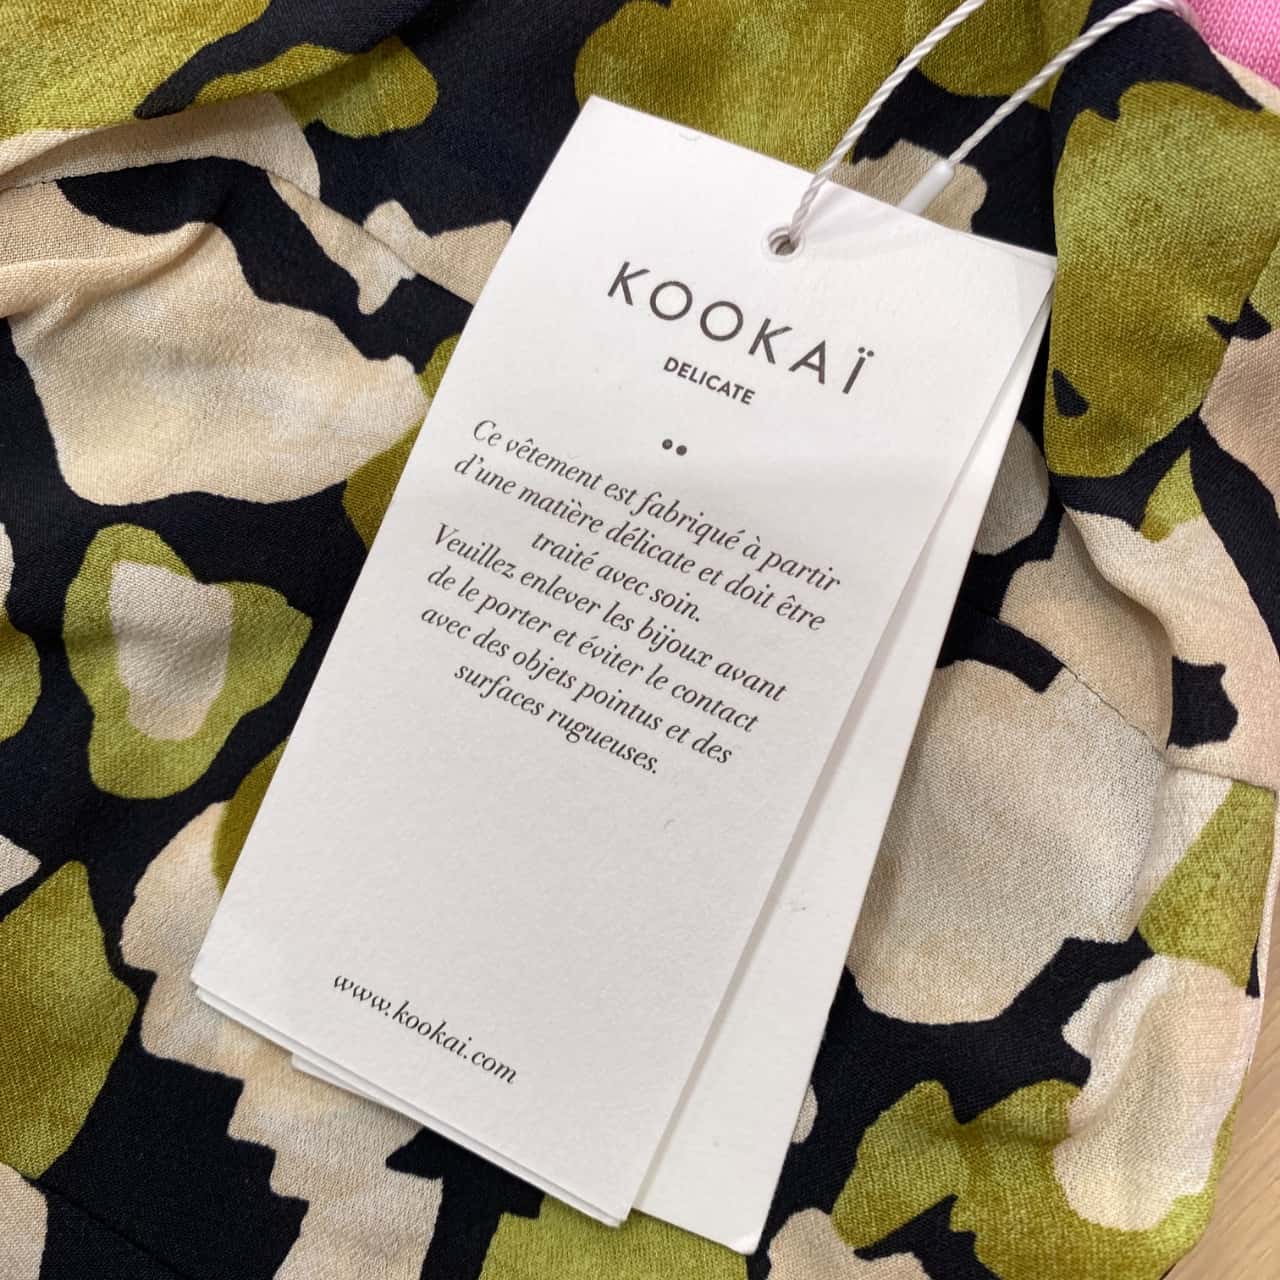 KOOKAÏ
DELICATE
Ce vêtement est fabriqué à partir
d'une matière délicate et doit être
traité avec soin.
Veuillez enlever les bijoux avant
de le porter et éviter le contact
avec des objets pointus et des
surfaces rugueuses.
www.kookai.com